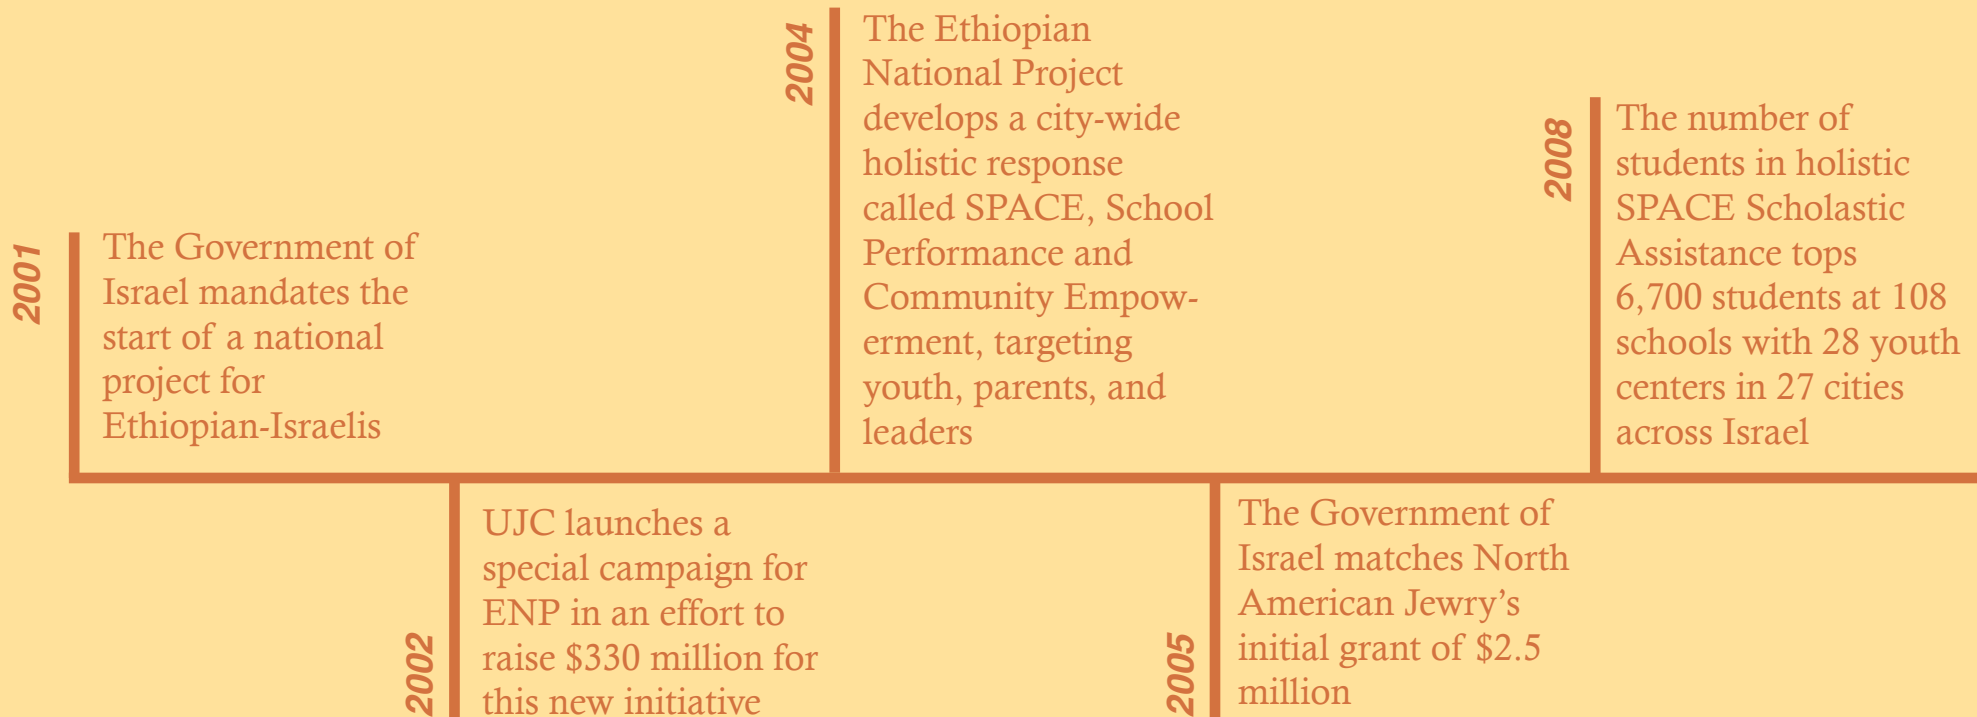 2001
The Government of
Israel mandates the
start of a national
project for
Ethiopian-Israelis
2002
UJC launches a
special campaign for
ENP in an effort to
raise $330 million for
this new initiative
2004
The Ethiopian
National Project
develops a city-wide
holistic response
called SPACE, School
Performance and
Community Empow-
erment, targeting
youth, parents, and
leaders
2005
The Government of
Israel matches North
American Jewry’s
initial grant of $2.5
million
2008
The number of
students in holistic
SPACE Scholastic
Assistance tops
6,700 students at 108
schools with 28 youth
centers in 27 cities
across Israel